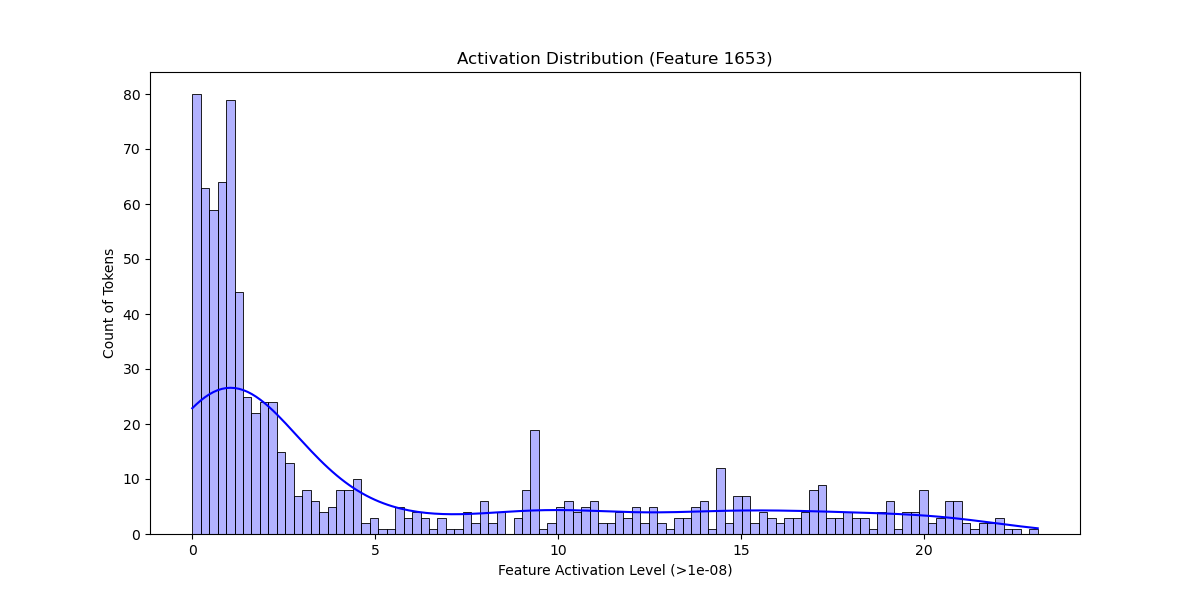 Activation Distribution (Feature 1653)
80
70
60
50
40
30
20
10
0
Count of Tokens
0 5 10 15 20
Feature Activation Level (>1e-08)